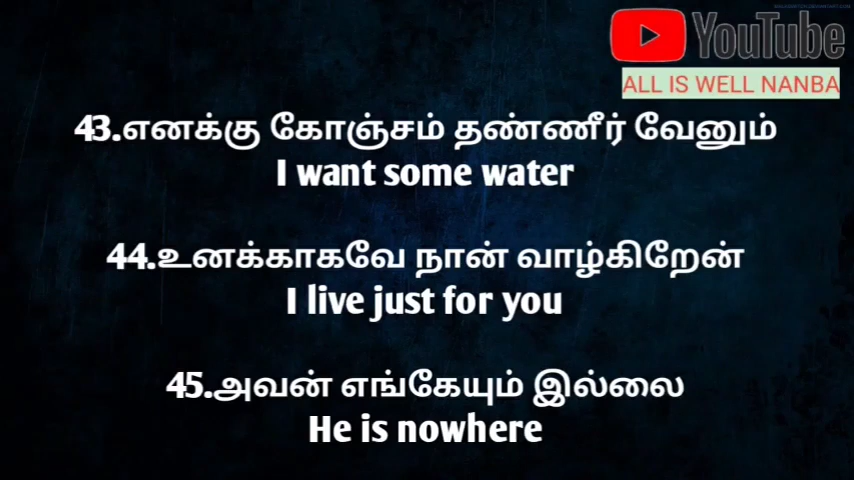 YouTube
ALL IS WELL NANBA
43.எனக்கு கோஞ்சம் தண்ணீர் வேனும்
I want some water
44.உனக்காகவே நான் வாழ்கிறேன்
I live just for you
45.அவன் எங்கேயும் இல்லை
He is nowhere